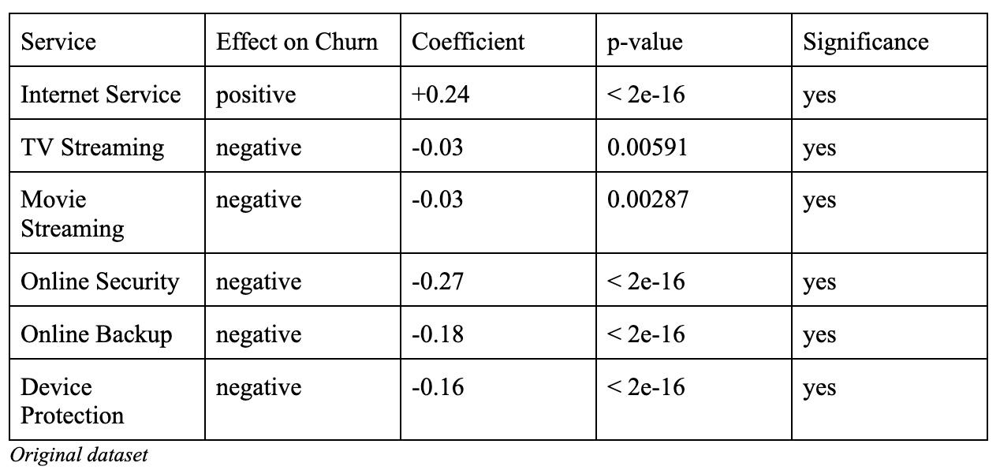 Service Effect on Churn Coefficient p-value Significance
Internet Service positive +0.24 < 2e-16 yes
TV Streaming negative -0.03 0.00591 yes
Movie negative -0.03 0.00287 yes
Streaming
Online Security negative -0.27 < 2e-16 yes
Online Backup negative -0.18 < 2e-16 yes
Device negative -0.16 < 2e-16 yes
Protection
Original dataset